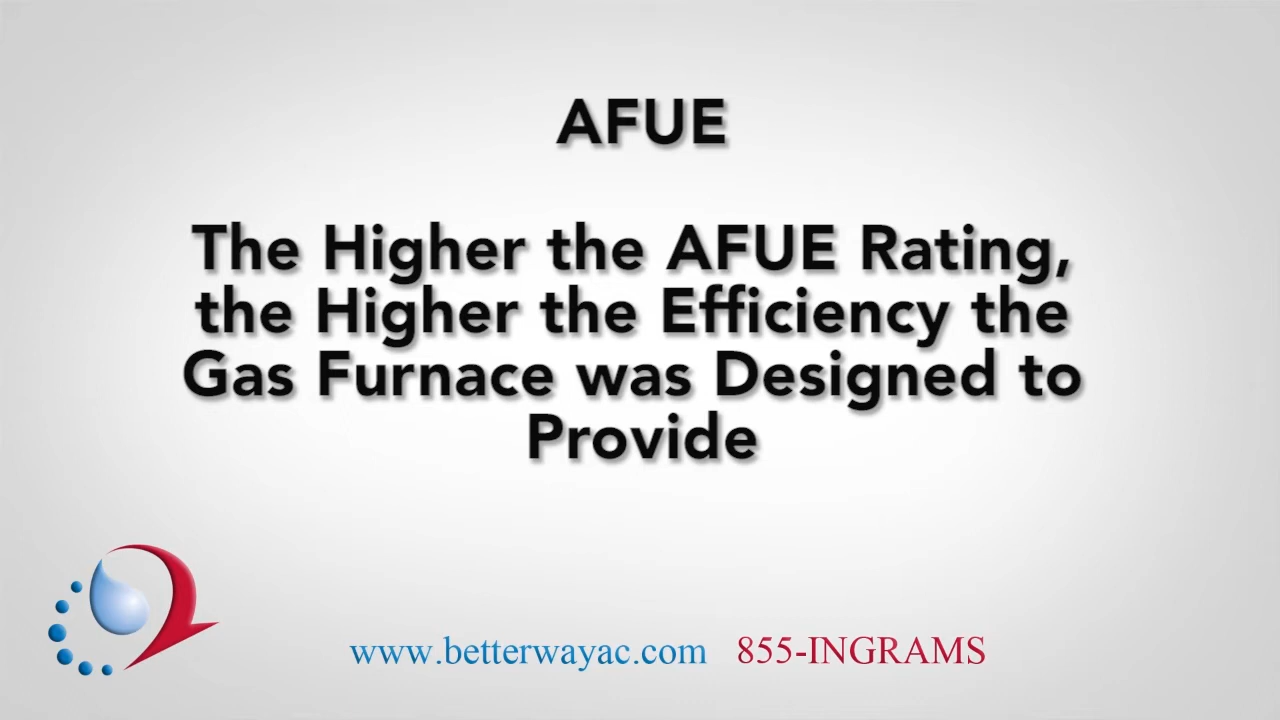 AFUE
The Higher the AFUE Rating,
the Higher the Efficiency the
Gas Furnace was Designed to
Provide
www.betterwayac.com 855-INGRAMS